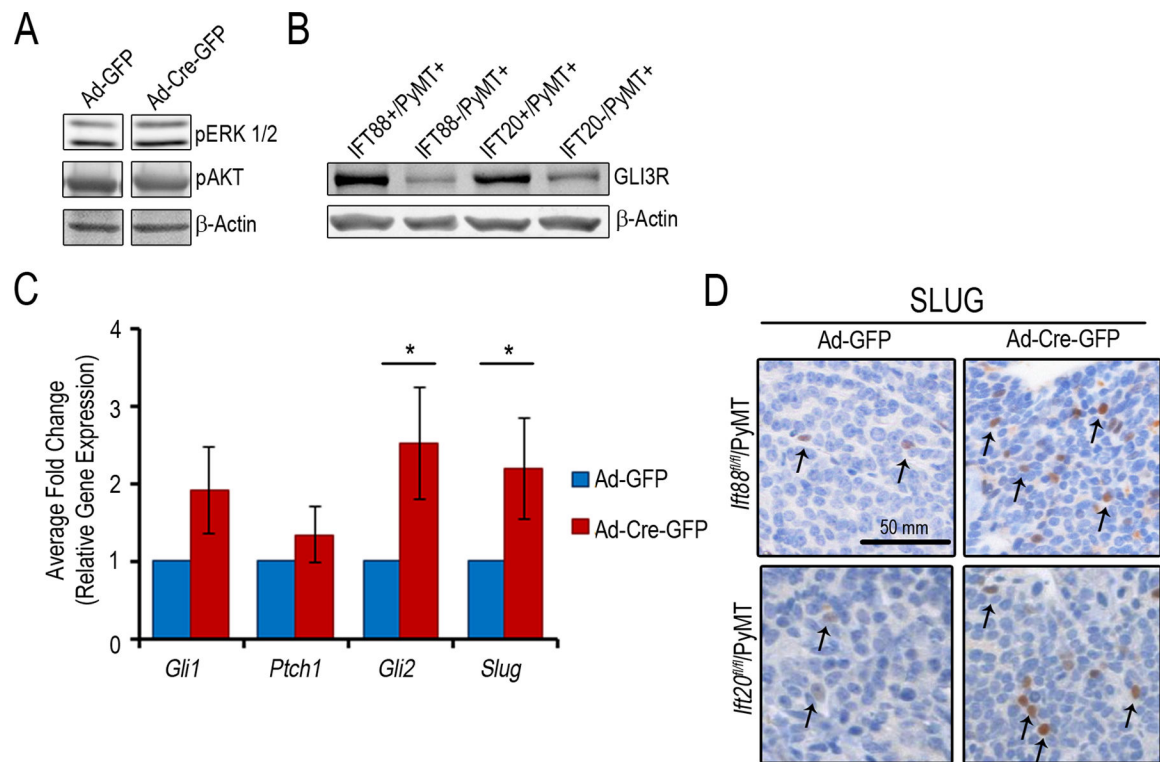 A
Ad-GFP
Ad-Cre-GFP
pERK 1/2
pAKT
β-Actin
B
IFT88+/PyMT+
IFT88-/PyMT+
IFT20+/PyMT+
IFT20-/PyMT+
GLI3R
β-Actin
C
Average Fold Change
(Relative Gene Expression)
4
3
2
1
0
*
*
Gli1
Ptch1
Gli2
Slug
Ad-GFP
Ad-Cre-GFP
D
SLUG
Ad-GFP
Ad-Cre-GFP
Ift88fl/fl/PyMT
50 mm
Ift20fl/fl/PyMT